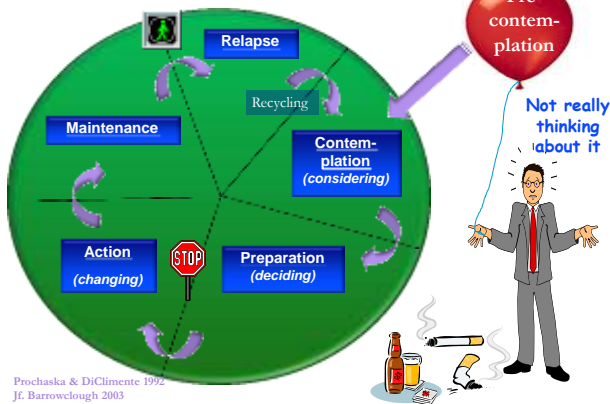 Relapse
Recycling
Maintenance
Contem-
plation
(considering)
Action
(changing)
STOP
Preparation
(deciding)
contem-
plation
Not really
thinking
about it
Prochaska & DiClimente 1992
Jf. Barrowclough 2003